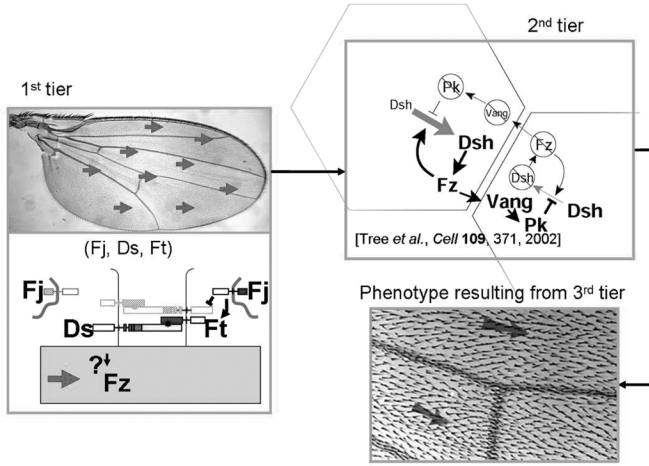 1st tier
(Fj, Ds, Ft)
Fj
Fj
Ds
Ft
?
Fz
2nd tier
Pk
Dsh
Vang
Dsh
Fz
Fz
Dsh
Vang
Pk
Dsh
[Tree et al., Cell 109, 371, 2002]
Phenotype resulting from 3rd tier